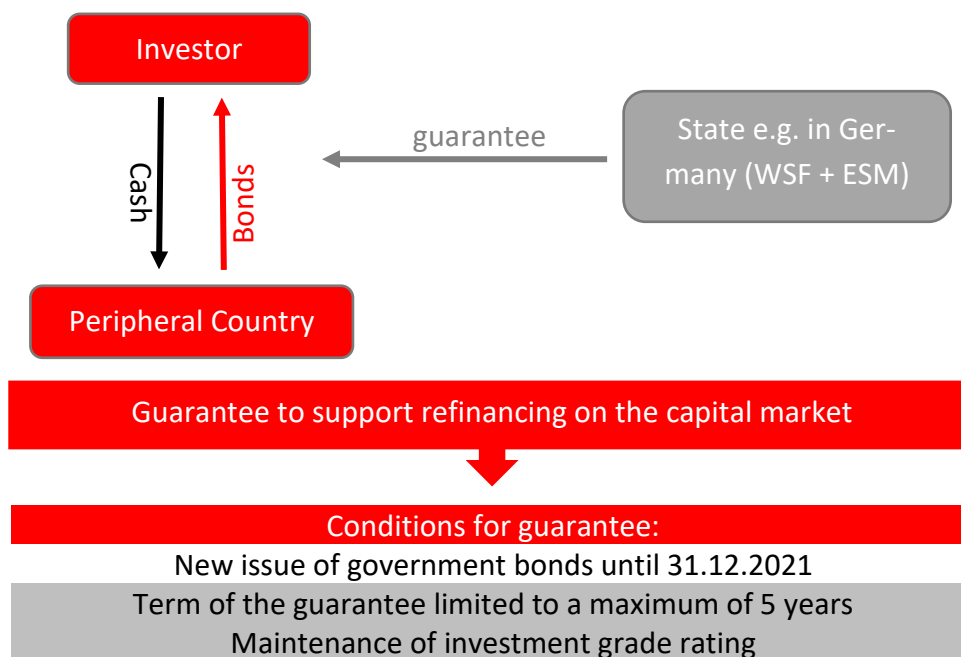 Investor
State e.g. in Ger-
many (WSF + ESM)
guarantee
Cash
Bonds
Peripheral Country
Guarantee to support refinancing on the capital market
Conditions for guarantee:
New issue of government bonds until 31.12.2021
Term of the guarantee limited to a maximum of 5 years
Maintenance of investment grade rating